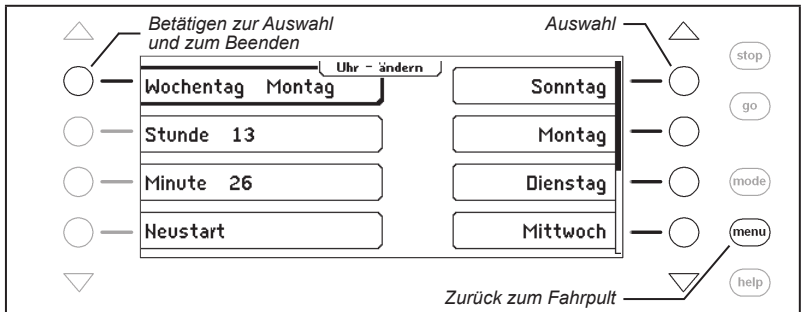 Betätigen zur Auswahl
und zum Beenden
Auswahl
stop
Uhr - ändern
Wochentag Montag
Sonntag
go
Stunde 13
Montag
Minute 26
Dienstag
mode
Neustart
Mittwoch
menu
help
Zurück zum Fahrpult